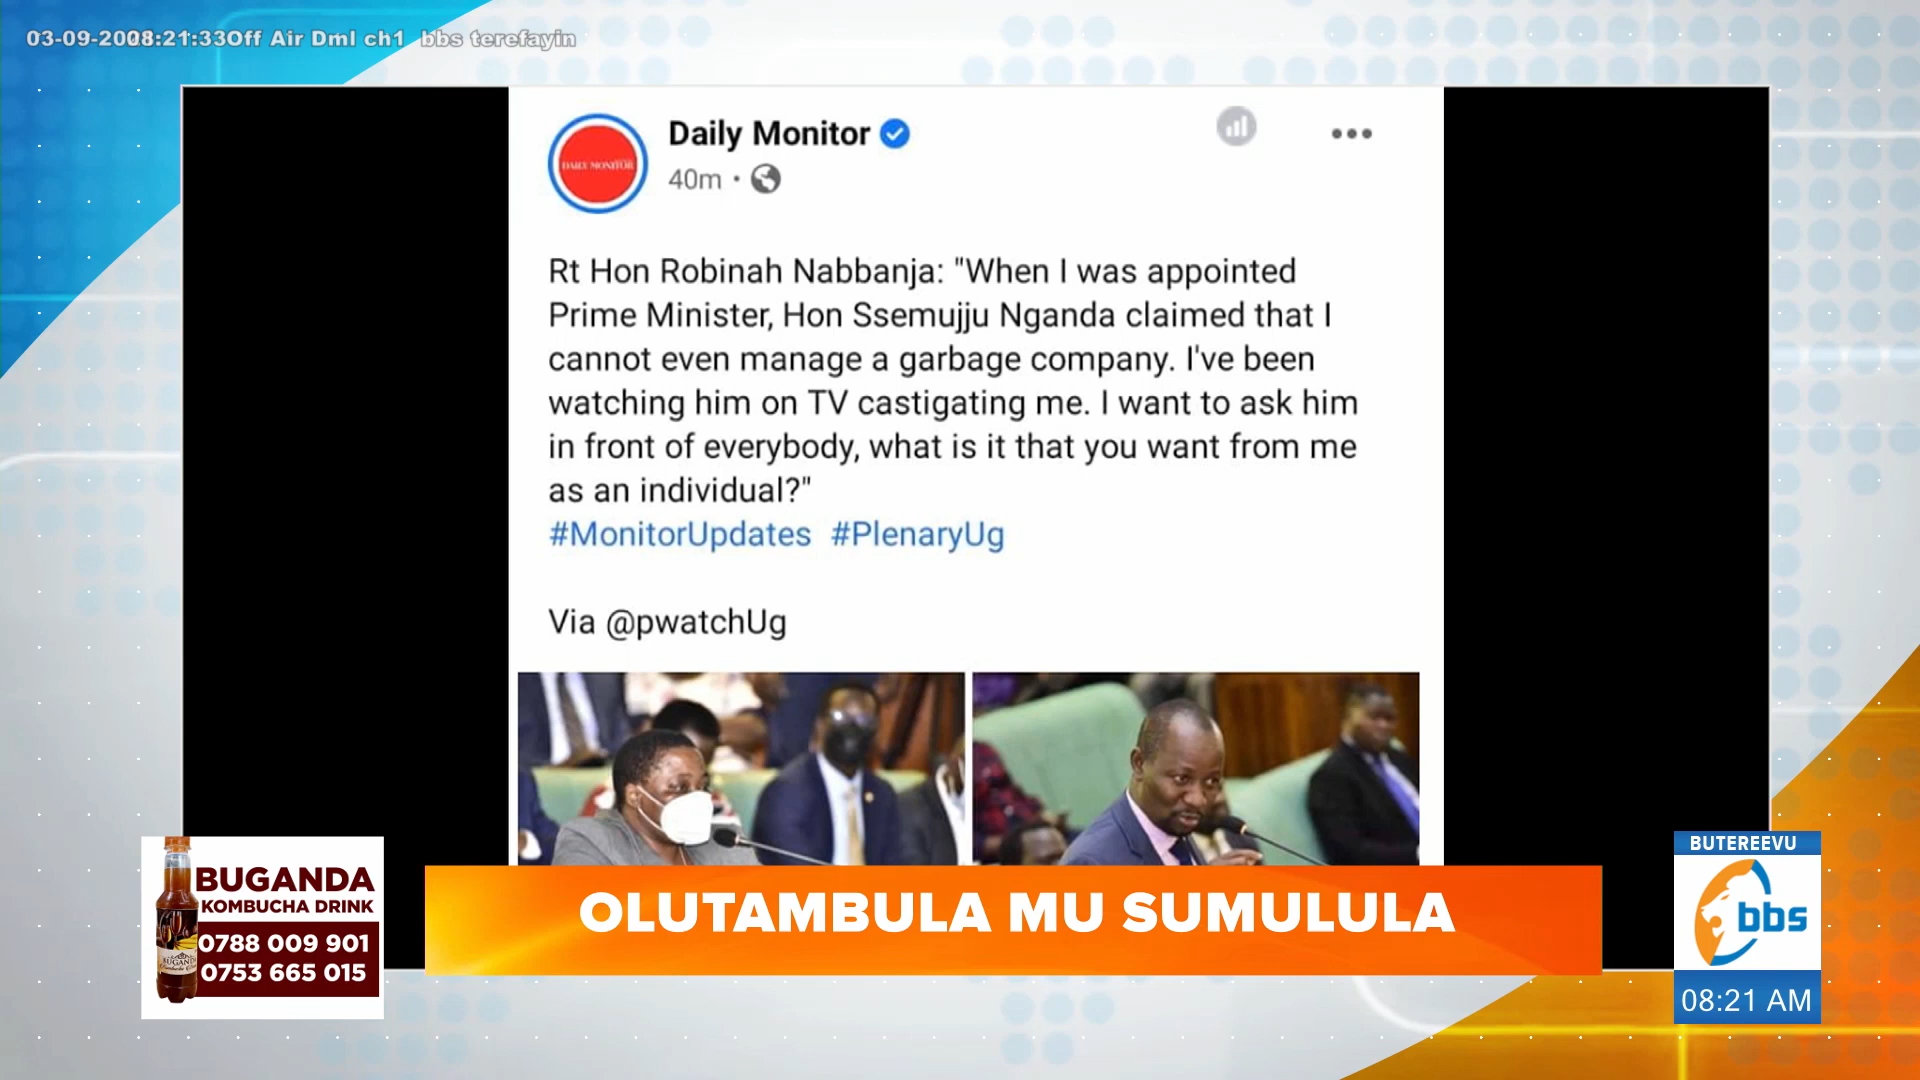 03-09-2008:21:33Off Air Dml ch1 bbs terefayin
Daily Monitor
DAILY MONITOR
40m
Rt Hon Robinah Nabbanja: "When I was appointed
Prime Minister, Hon Ssemujju Nganda claimed that I
cannot even manage a garbage company. I've been
watching him on TV castigating me. I want to ask him
in front of everybody, what is it that you want from me
as an individual?"
#MonitorUpdates #PlenaryUg
Via @pwatchUg
BUGANDA
KOMBUCHA DRINK
0788 009 901
0753 665 015
BUGANDA
OLUTAMBULA MU SUMULULA
BUTEREEVU
bbs
08:21 AM